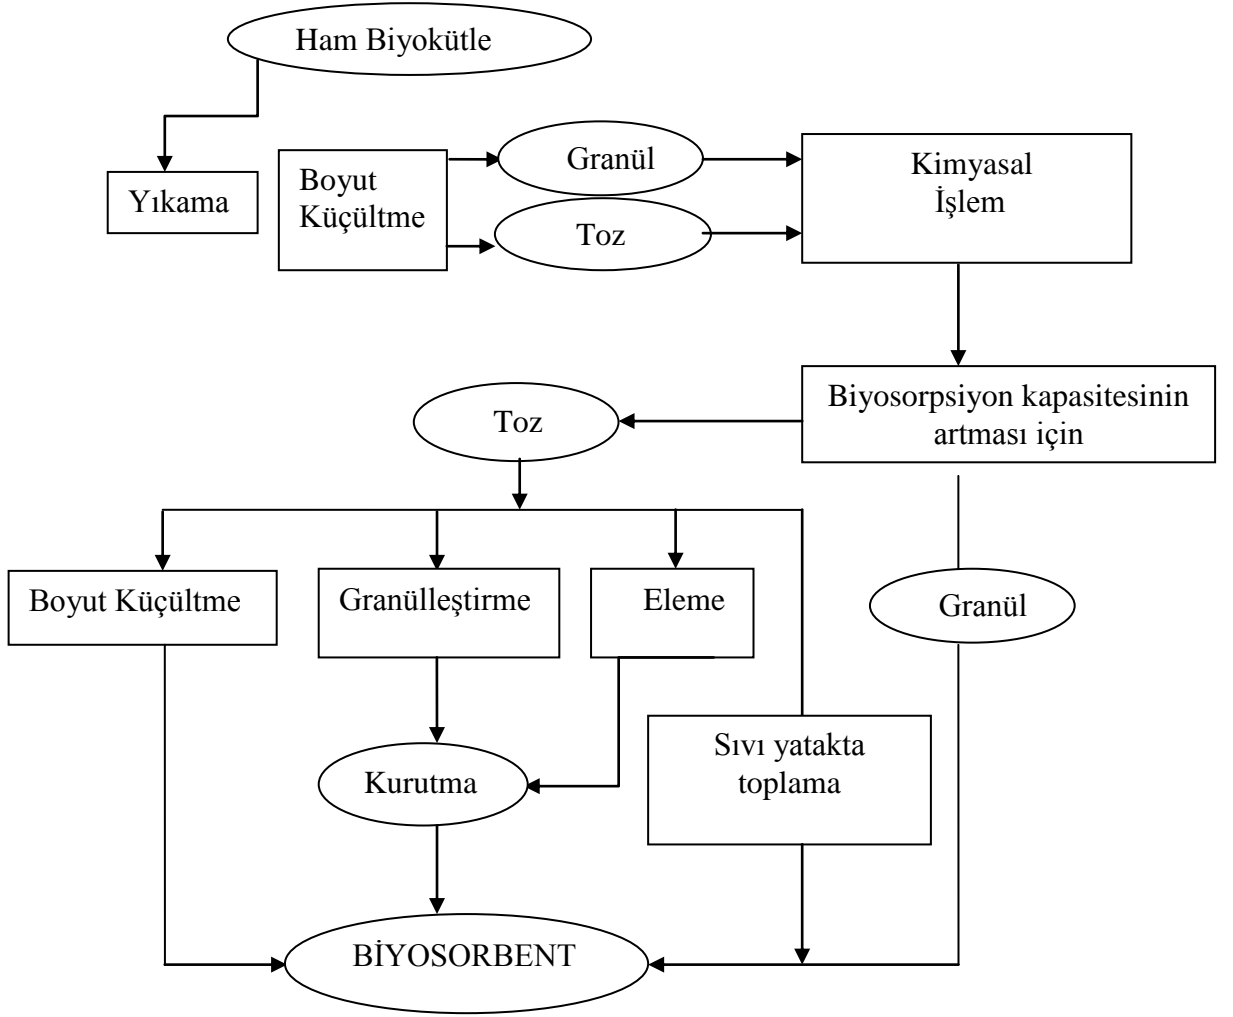 Ham Biyokütle
Yıkama
Boyut
Küçültme
Granül
Toz
Kimyasal
İşlem
Biyosorpsiyon kapasitesinin
artması için
Toz
Boyut Küçültme
Granülleştirme
Eleme
Granül
Sıvı yatakta
toplama
Kurutma
BİYOSORBENT